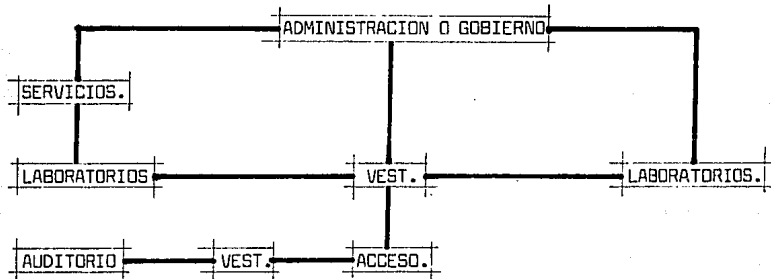 ADMINISTRACION O GOBIERNO
SERVICIOS.
LABORATORIOS VEST. LABORATORIOS.
AUDITORIO VEST. ACCESO.